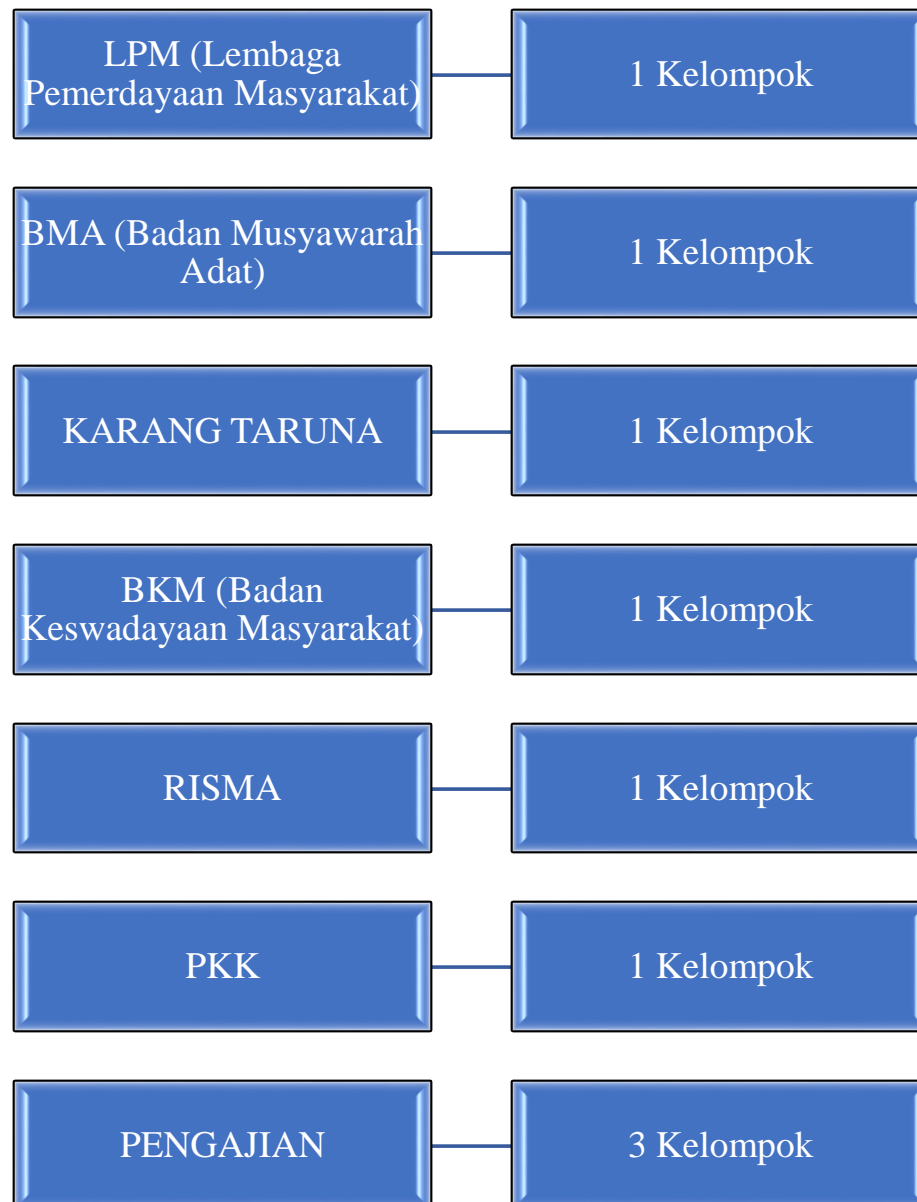 LPM (Lembaga
Pemerdayaan Masyarakat)
1 Kelompok
BMA (Badan Musyawarah
Adat)
1 Kelompok
KARANG TARUNA
1 Kelompok
BKM (Badan
Keswadayaan Masyarakat)
1 Kelompok
RISMA
1 Kelompok
PKK
1 Kelompok
PENGAJIAN
3 Kelompok